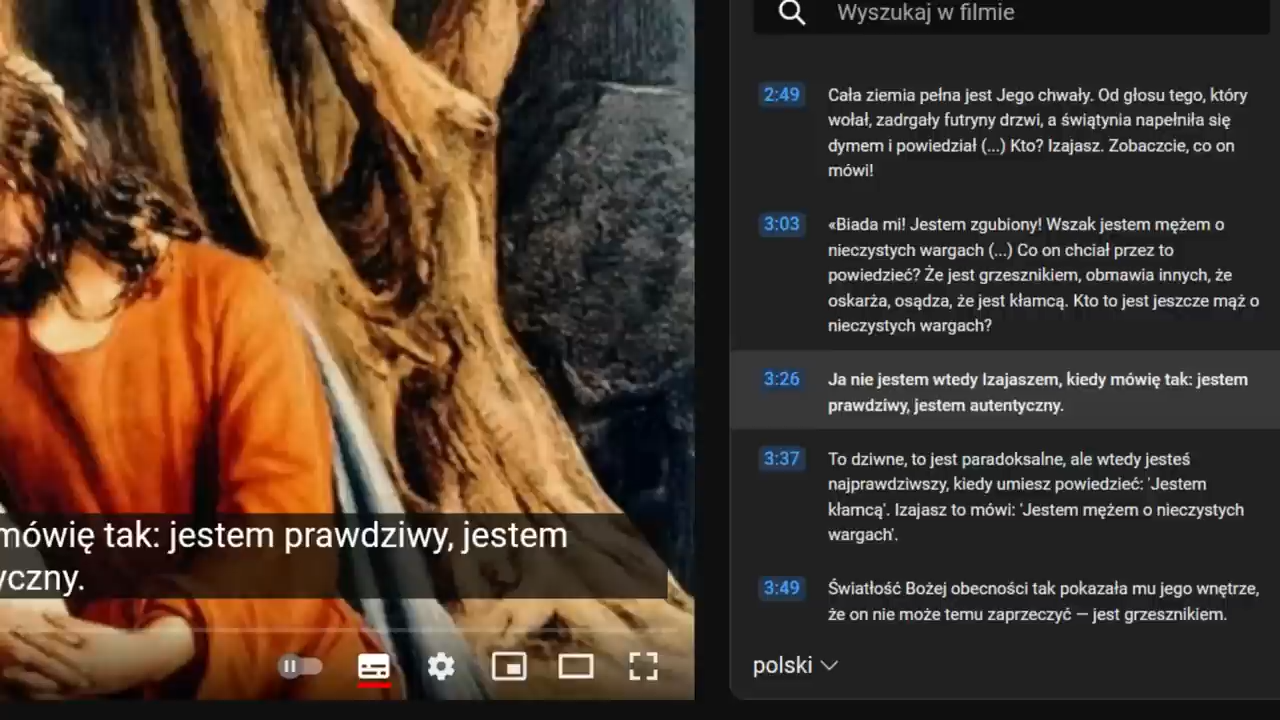 Wyszukaj w filmie
2:49
Cała ziemia pełna jest Jego chwały. Od głosu tego, który
wołał, zadrgały futryny drzwi, a świątynia napełniła się
dymem i powiedział (...) Kto? Izajasz. Zobaczcie, co on
mówi!
3:03
«Biada mi! Jestem zgubiony! Wszak jestem mężem o
nieczystych wargach (...) Co on chciał przez to
powiedzieć? Że jest grzesznikiem, obmawia innych, że
oskarża, osądza, że jest kłamcą. Kto to jest jeszcze mąż o
nieczystych wargach?
3:26
Ja nie jestem wtedy Izajaszem, kiedy mówię tak: jestem
prawdziwy, jestem autentyczny.
3:37
To dziwne, to jest paradoksalne, ale wtedy jesteś
najprawdziwszy, kiedy umiesz powiedzieć: 'Jestem
kłamcą'. Izajasz to mówi: 'Jestem mężem o nieczystych
wargach'.
3:49
Światłość Bożej obecności tak pokazała mu jego wnętrze,
że on nie może temu zaprzeczyć — jest grzesznikiem.
polski
mówię tak: jestem prawdziwy, jestem
yczny.